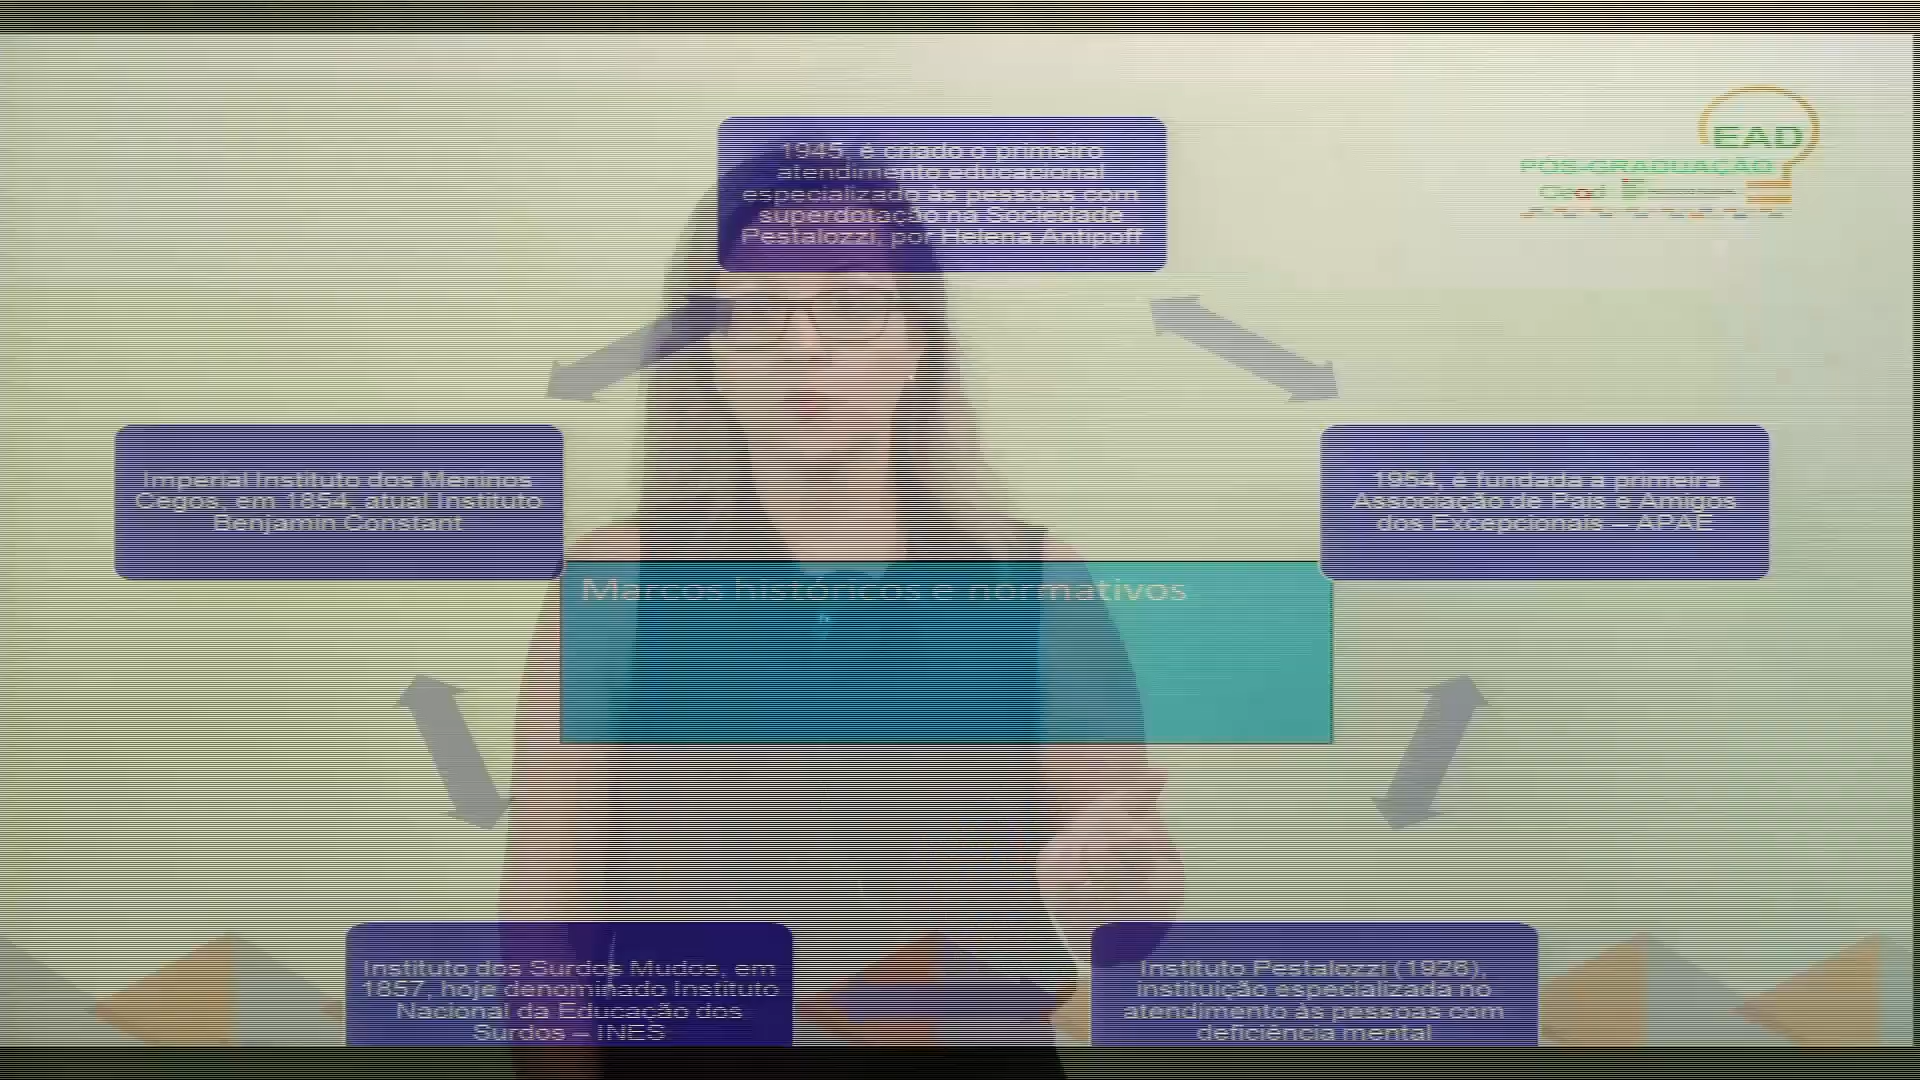 1945, é criado o primeiro
atendimento educacional
especializado às pessoas com
superdotação na Sociedade
Pestalozzi, por Helena Antipoff
EAD
PÓS-GRADUAÇÃO
Cead
Imperial Instituto dos Meninos
Cegos, em 1854, atual Instituto
Benjamin Constant
1954, é fundada a primeira
Associação de Pais e Amigos
dos Excepcionais – APAE
Marcos históricos e normativos
Instituto dos Surdos Mudos, em
1857, hoje denominado Instituto
Nacional da Educação dos
Surdos – INES
Instituto Pestalozzi (1926),
instituição especializada no
atendimento às pessoas com
deficiência mental